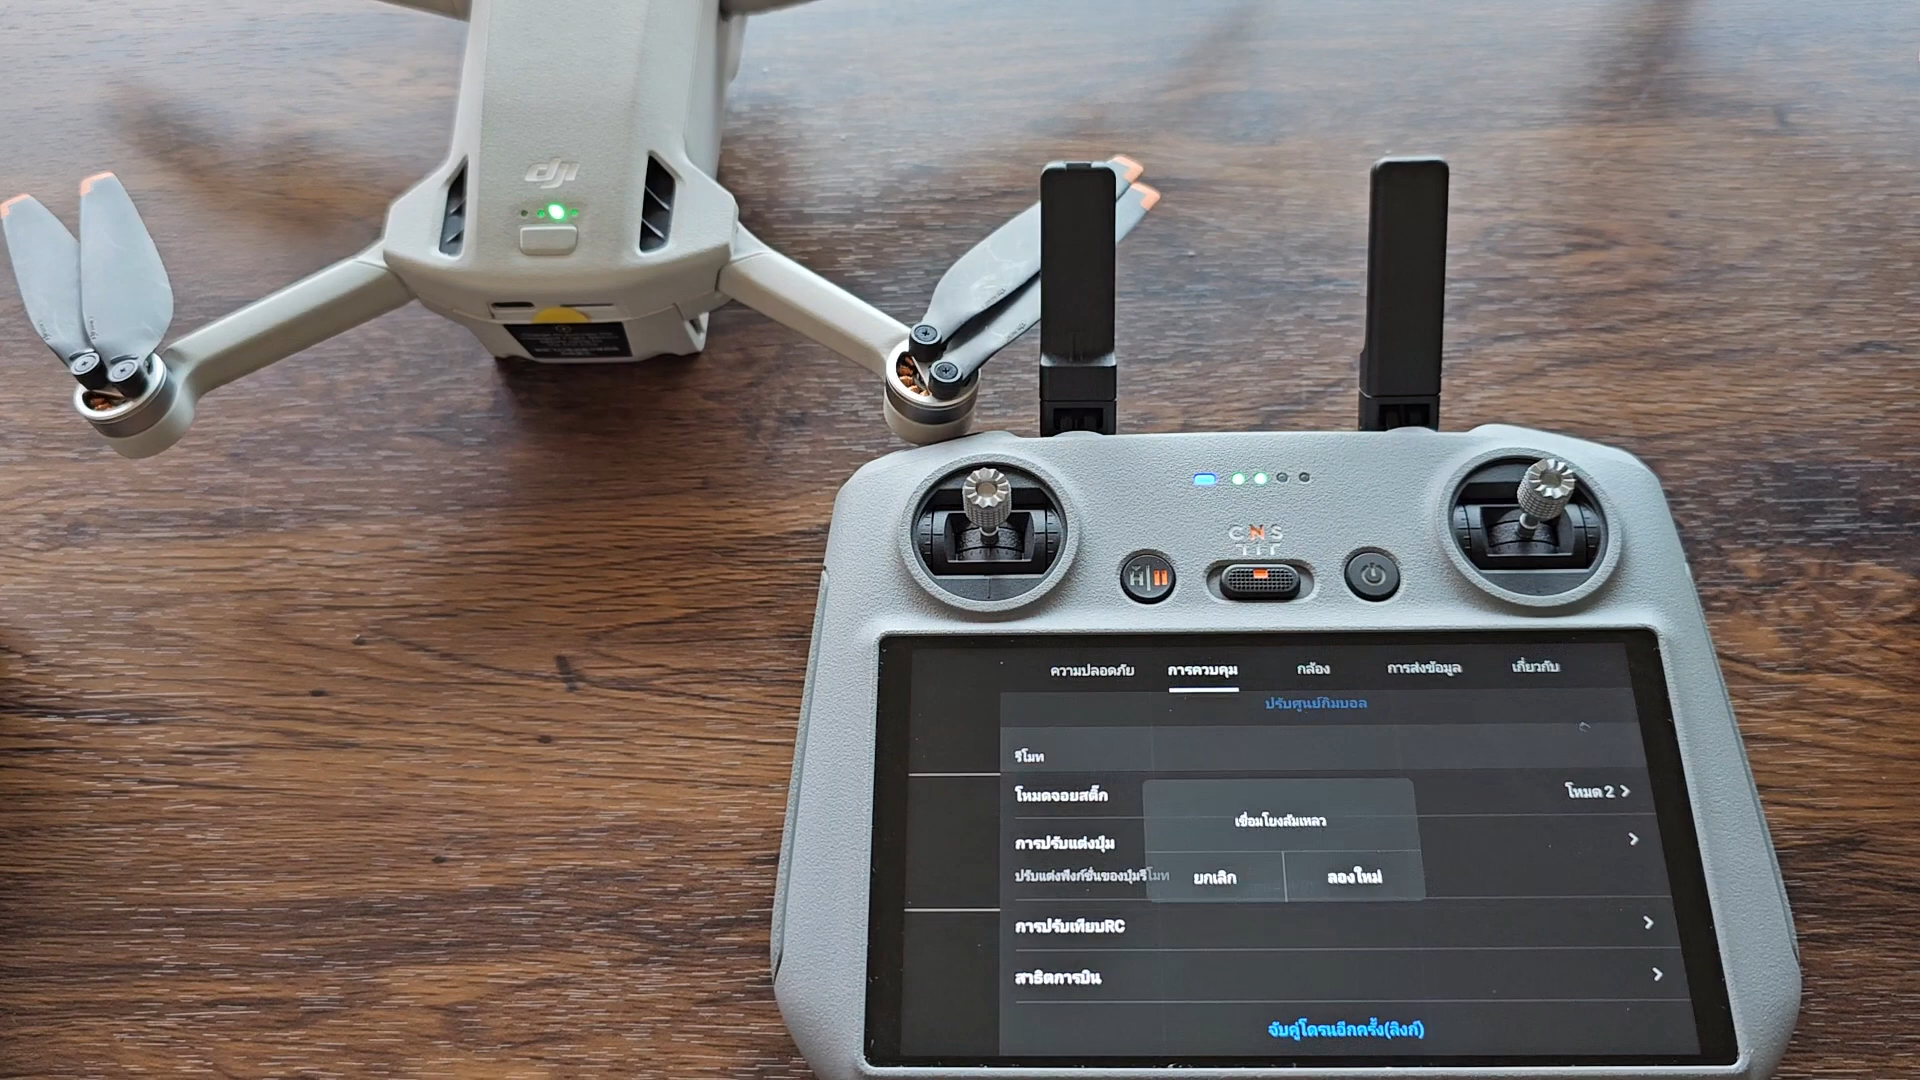 dji
CNS
ความปลอดภัย การควบคุม กล้อง การส่งข้อมูล เกี่ยวกับ
ปรับศูนย์กิมบอล
รีโมท
โหมดจอยสติ๊ก โหมด 2
เชื่อมโยงล้มเหลว
การปรับแต่งปุ่ม
ปรับแต่งฟังก์ชั่นของปุ่มรีโมท
ยกเลิก ลองใหม่
การปรับเทียบRC
สาธิตการบิน
จับคู่โดรนอีกครั้ง(ลิงก์)